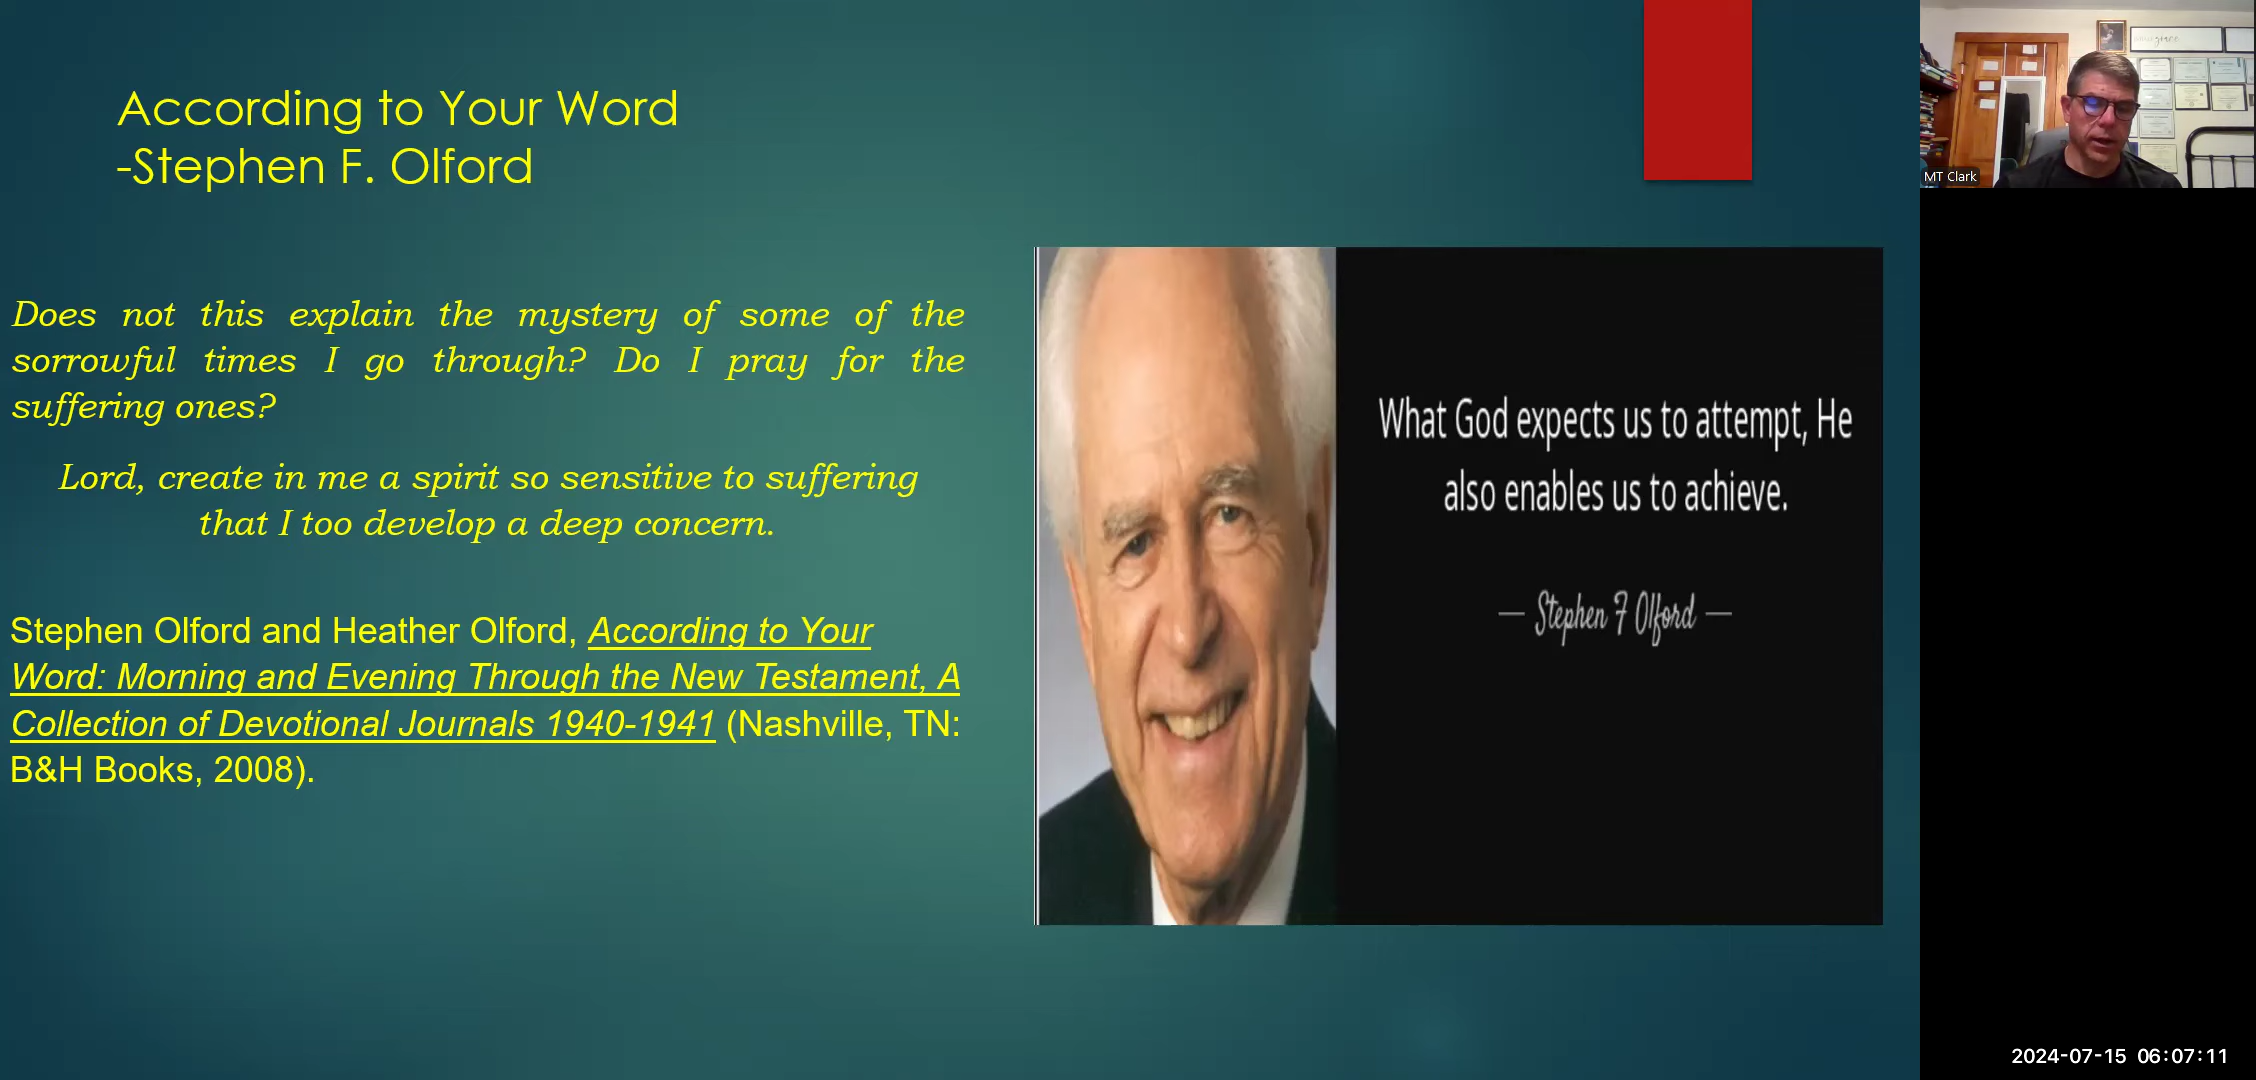 According to Your Word
-Stephen F. Olford
Does not this explain the mystery of some of the
sorrowful times I go through? Do I pray for the
suffering ones?
Lord, create in me a spirit so sensitive to suffering
that I too develop a deep concern.
Stephen Olford and Heather Olford, According to Your
Word: Morning and Evening Through the New Testament, A
Collection of Devotional Journals 1940-1941 (Nashville, TN:
B&H Books, 2008).
What God expects us to attempt, He
also enables us to achieve.
— Stephen F Olford —
MT Clark
2024-07-15 06:07:11